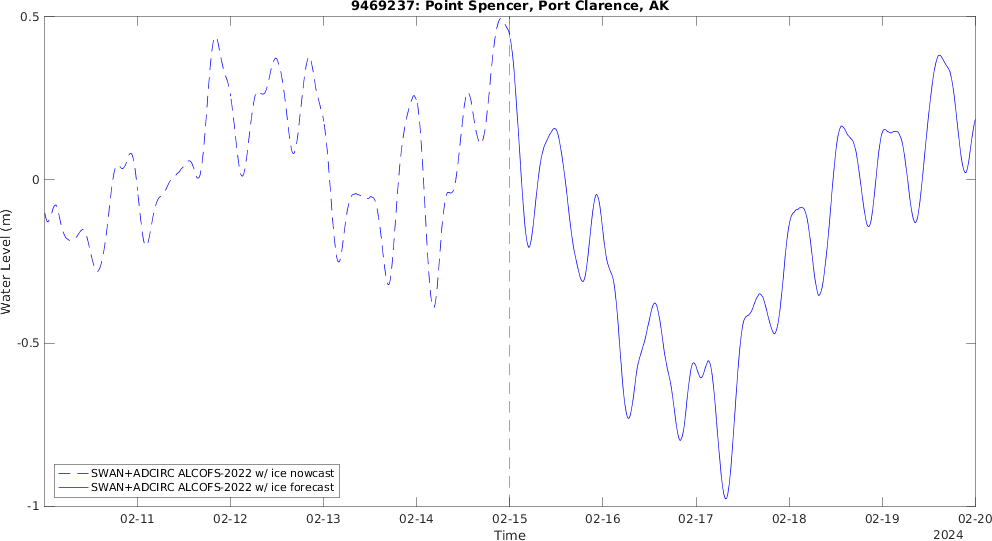 9469237: Point Spencer, Port Clarence, AK
0.5
0
-0.5
-1
Water Level (m)
SWAN+ADCIRC ALCOFS-2022 w/ ice nowcast
SWAN+ADCIRC ALCOFS-2022 w/ ice forecast
02-11 02-12 02-13 02-14 02-15 02-16 02-17 02-18 02-19 02-20
Time
2024